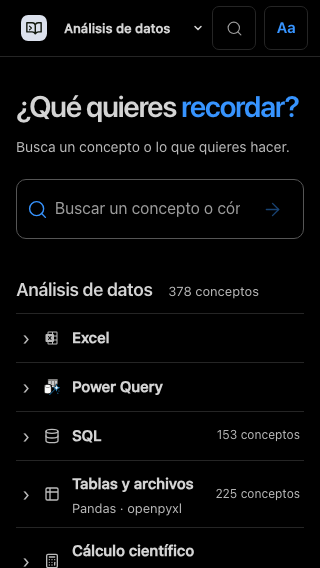 Análisis de datos
Aa
¿Qué quieres recordar?
Busca un concepto o lo que quieres hacer.
Buscar un concepto o cór
Análisis de datos 378 conceptos
Excel
Power Query
SQL 153 conceptos
Tablas y archivos 225 conceptos
Pandas · openpyxl
Cálculo científico